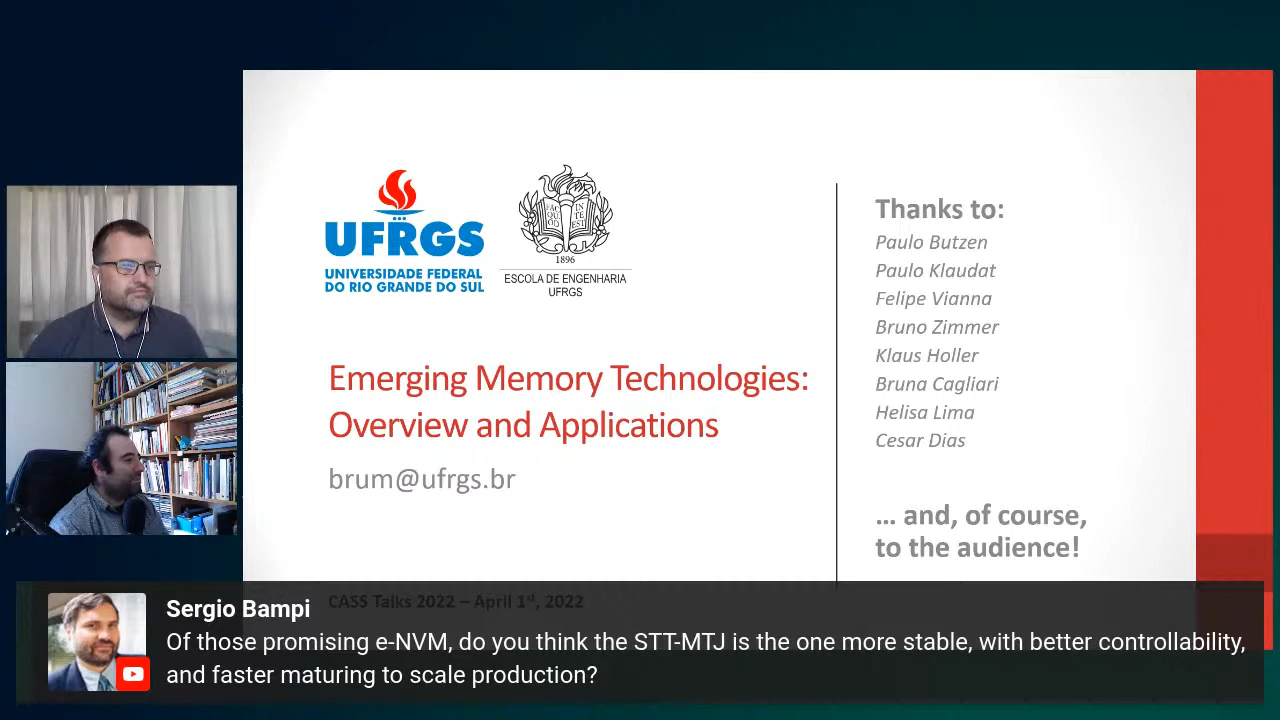 UFRGS
UNIVERSIDADE FEDERAL
DO RIO GRANDE DO SUL
1896
ESCOLA DE ENGENHARIA
UFRGS
Emerging Memory Technologies:
Overview and Applications
brum@ufrgs.br
Thanks to:
Paulo Butzen
Paulo Klaudat
Felipe Vianna
Bruno Zimmer
Klaus Holler
Bruna Cagliari
Helisa Lima
Cesar Dias
... and, of course,
to the audience!
CASS Talks 2022 – April 1st, 2022
Sergio Bampi
Of those promising e-NVM, do you think the STT-MTJ is the one more stable, with better controllability,
and faster maturing to scale production?